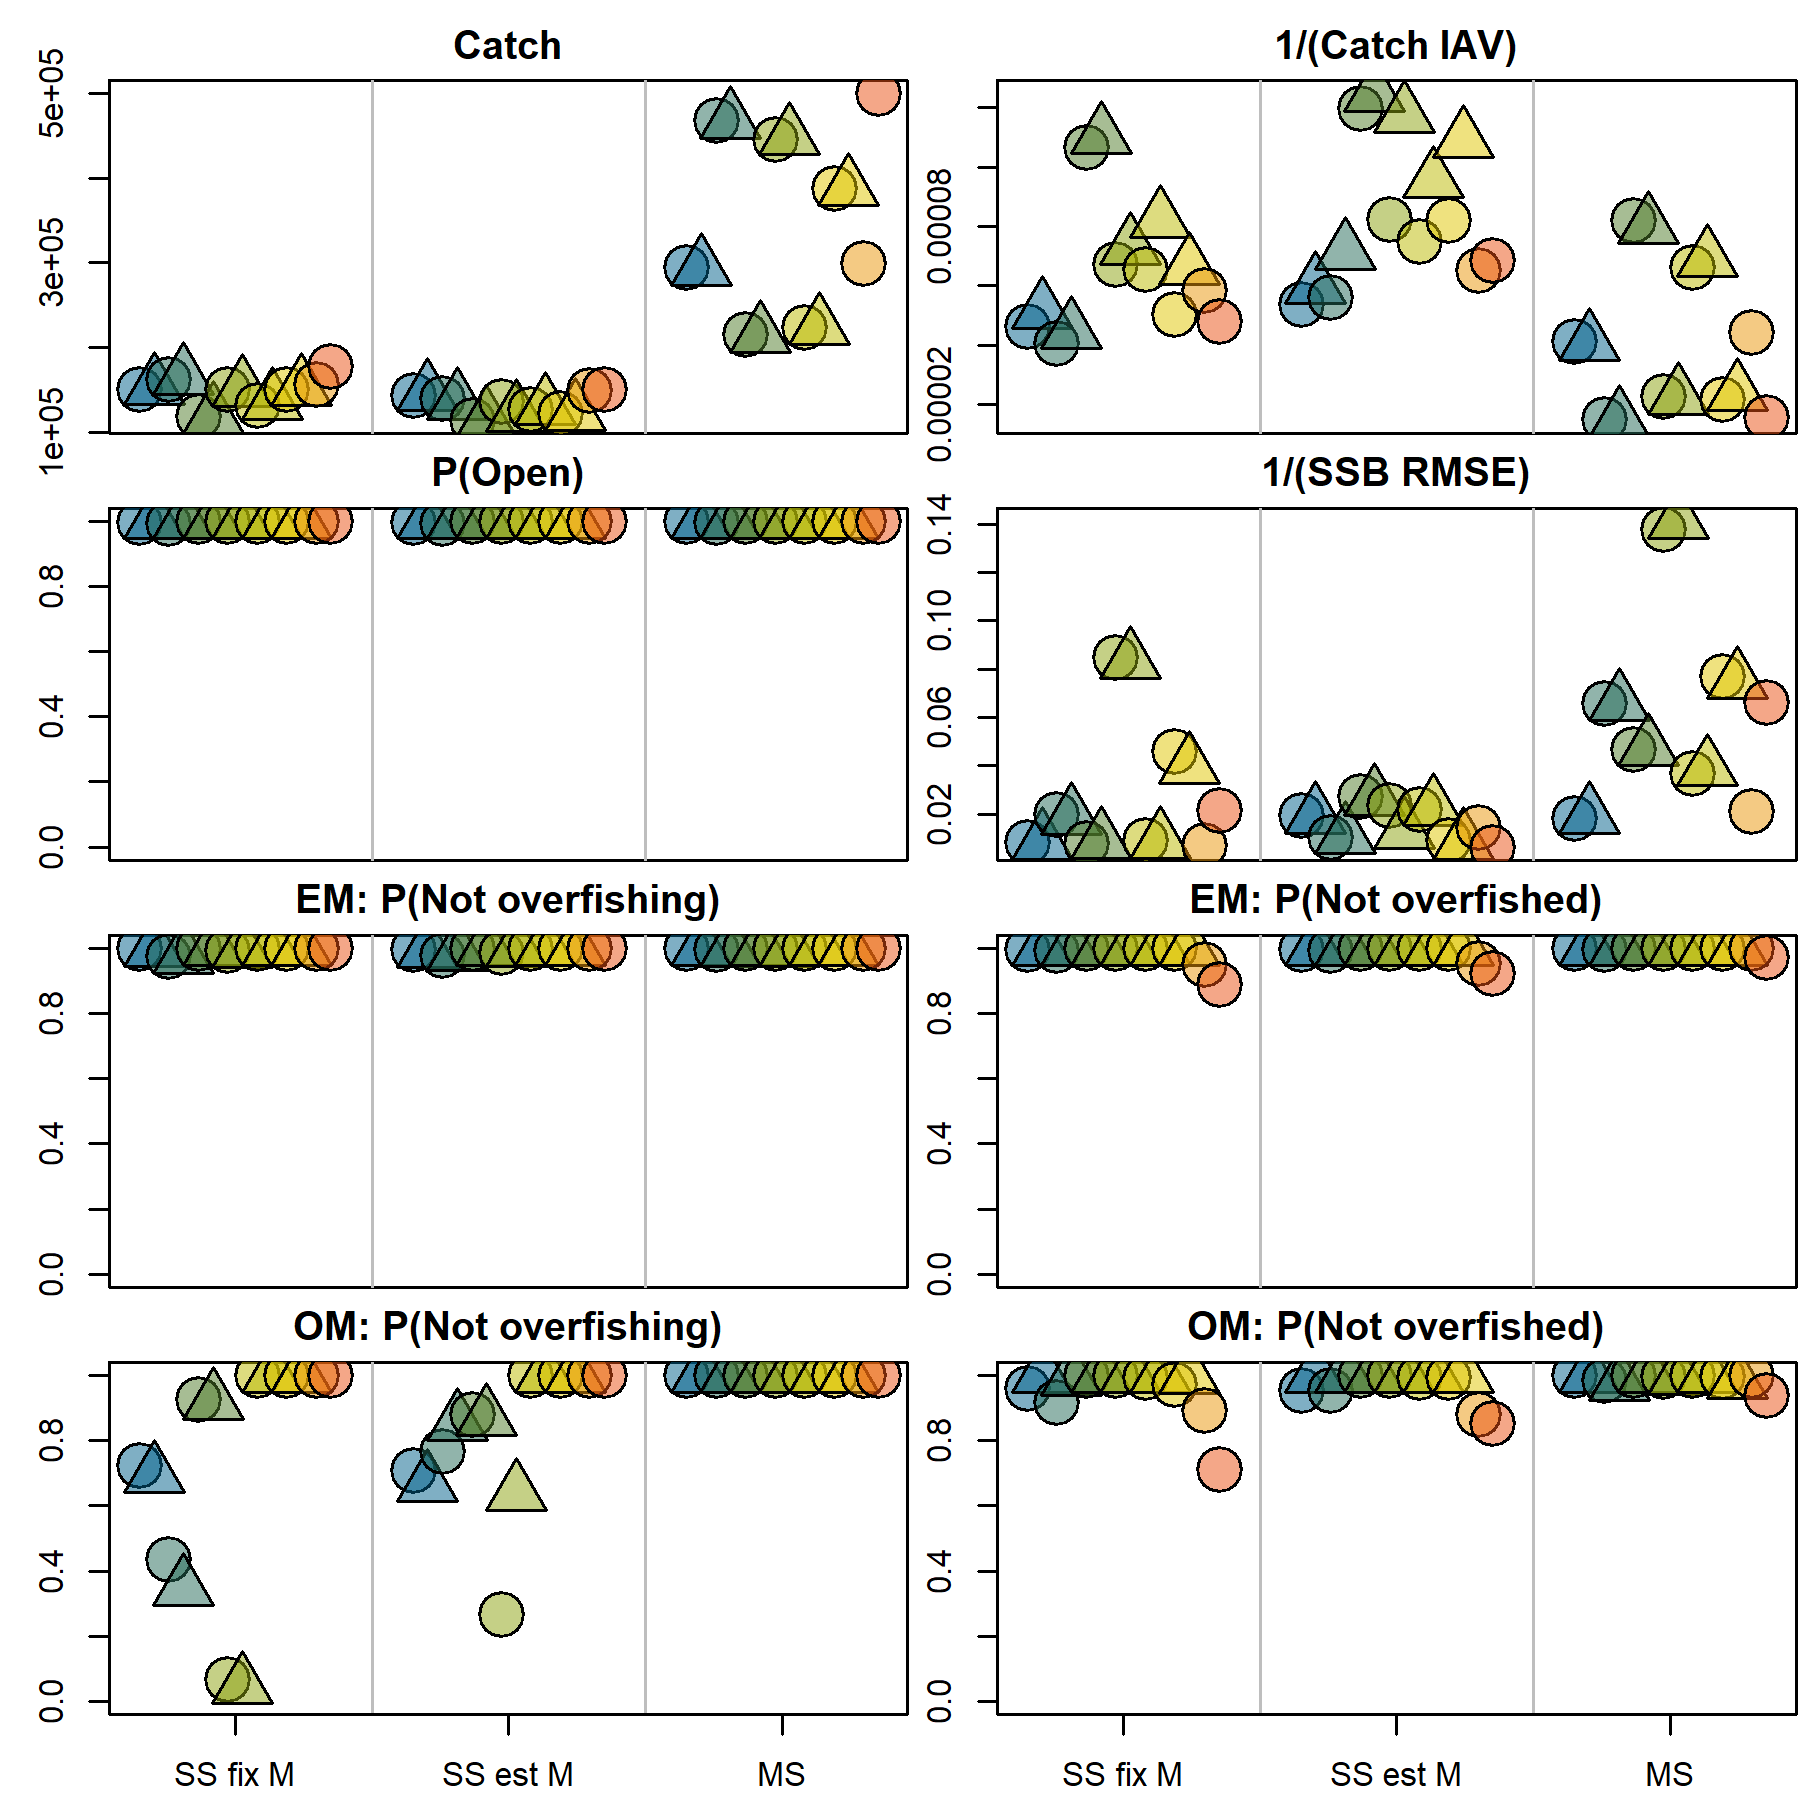 Catch
1/(Catch IAV)
5e+05
3e+05
1e+05
0.00008
0.00002
P(Open)
1/(SSB RMSE)
0.8
0.4
0.0
0.14
0.10
0.06
0.02
EM: P(Not overfishing)
EM: P(Not overfished)
0.8
0.4
0.0
0.8
0.4
0.0
OM: P(Not overfishing)
OM: P(Not overfished)
0.8
0.4
0.0
0.8
0.4
0.0
SS fix M
SS est M
MS
SS fix M
SS est M
MS